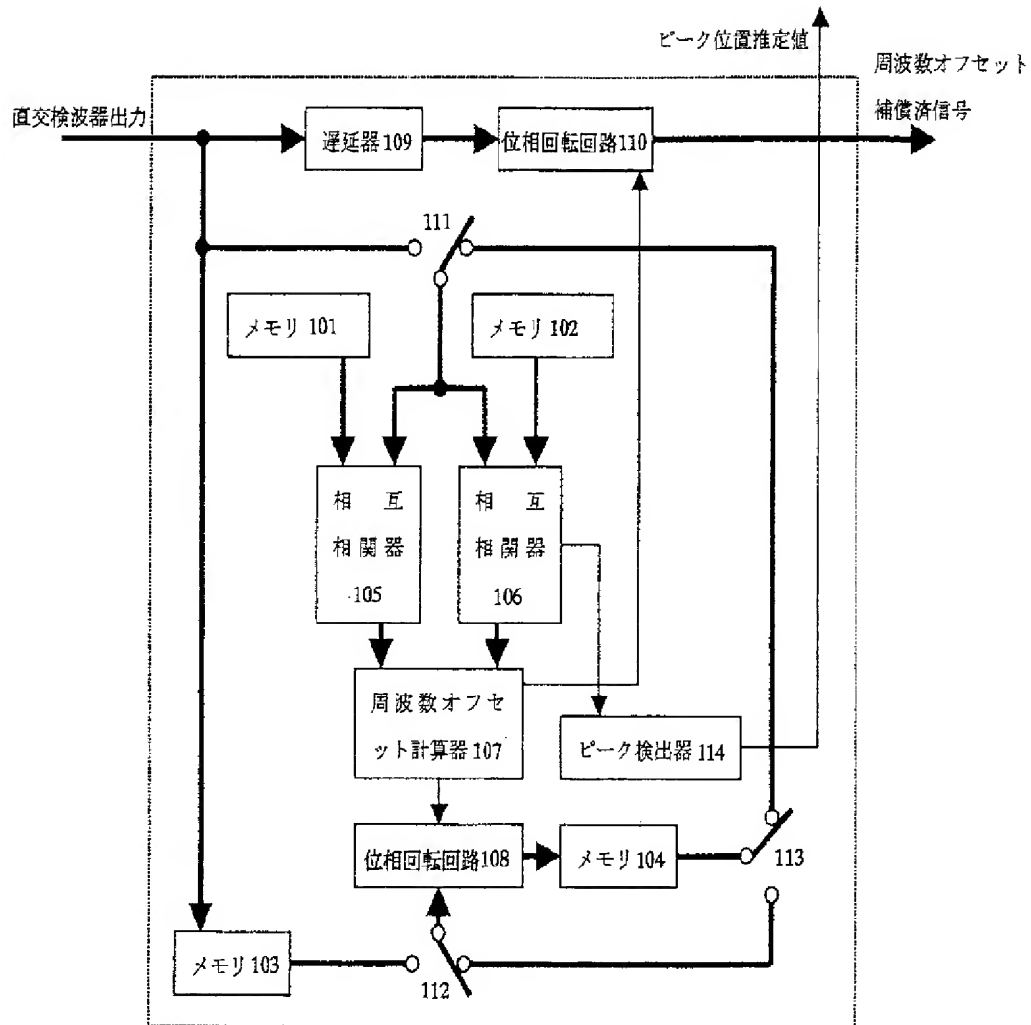 ピーク位置推定値
周波数オフセット
補償済信号
直交検波器出力
遅延器109
位相回転回路110
111
メモリ101
メモリ102
相互
相関器
105
相互
相関器
106
周波数オフセ
ット計算器107
ピーク検出器114
位相回転回路108
メモリ104
113
メモリ103
112